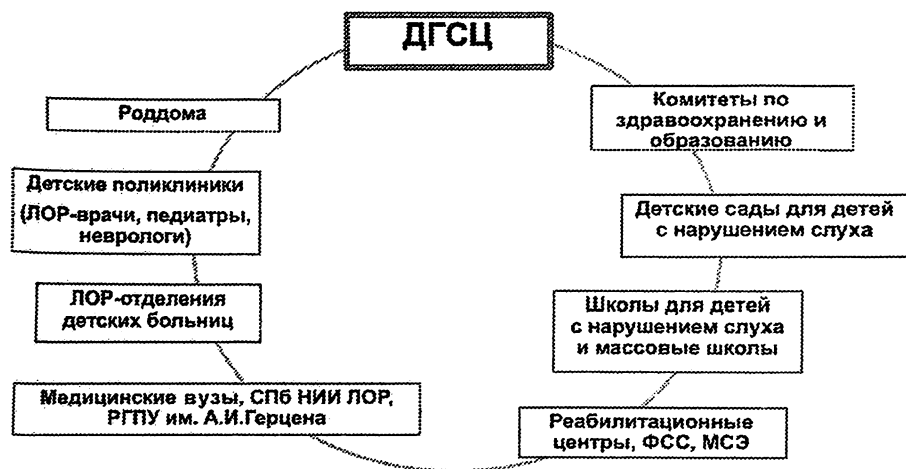 ДГСЦ
Роддома
Детские поликлиники
(ЛОР-врачи, педиатры,
неврологи)
ЛОР-отделения
детских больниц
Медицинские вузы, СПб НИИ ЛОР,
РГПУ им. А.И.Герцена
Комитеты по
здравоохранению и
образованию
Детские сады для детей
с нарушением слуха
Школы для детей
с нарушением слуха
и массовые школы
Реабилитационные
центры, ФСС, МСЭ